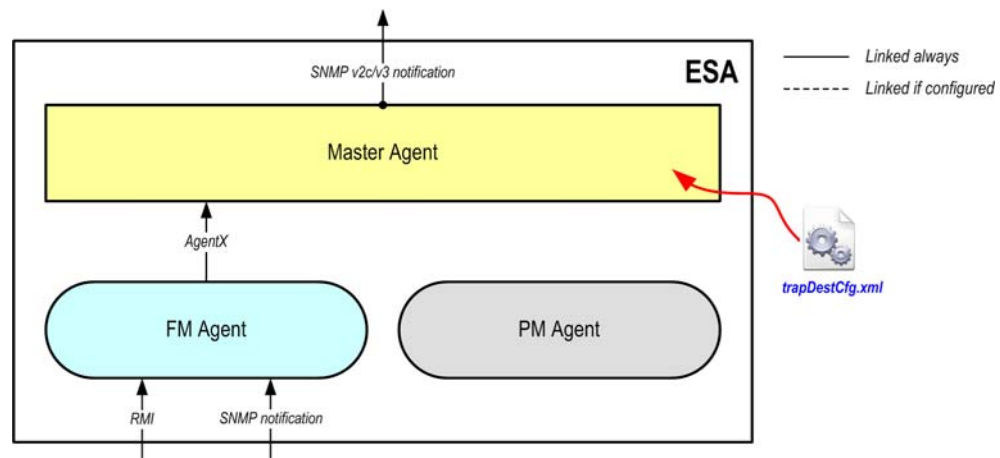 SNMP v2c/v3 notification
ESA
Linked always
Linked if configured
Master Agent
AgentX
trapDestCfg.xml
FM Agent
PM Agent
RMI
SNMP notification